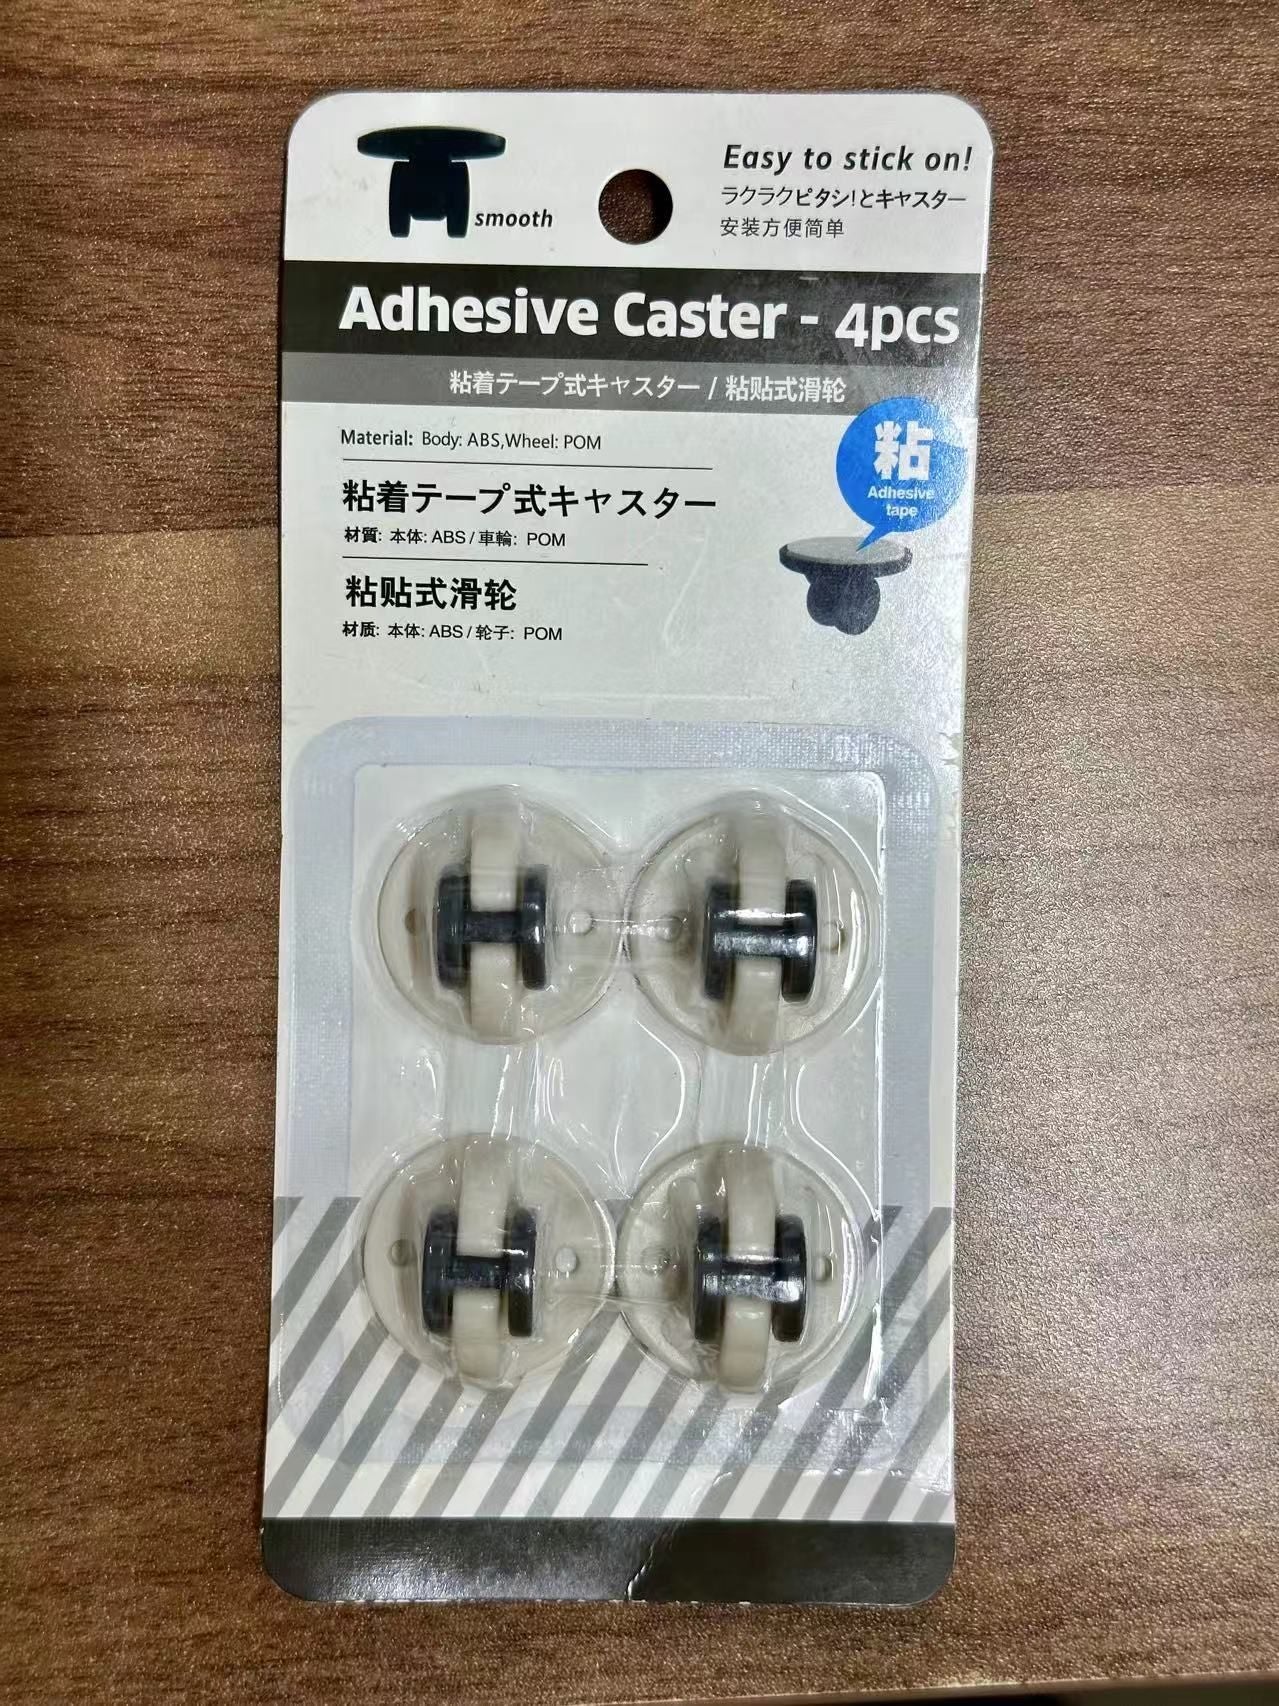 smooth
Easy to stick on!
ラクラクピタシ!とキャスター
安装方便简单
Adhesive Caster - 4pcs
粘着テープ式キャスター / 粘贴式滑轮
Material: Body: ABS,Wheel: POM
粘着テープ式キャスター
材質: 本体: ABS / 車輪: POM
粘贴式滑轮
材质: 本体: ABS / 轮子: POM
粘
Adhesive
tape